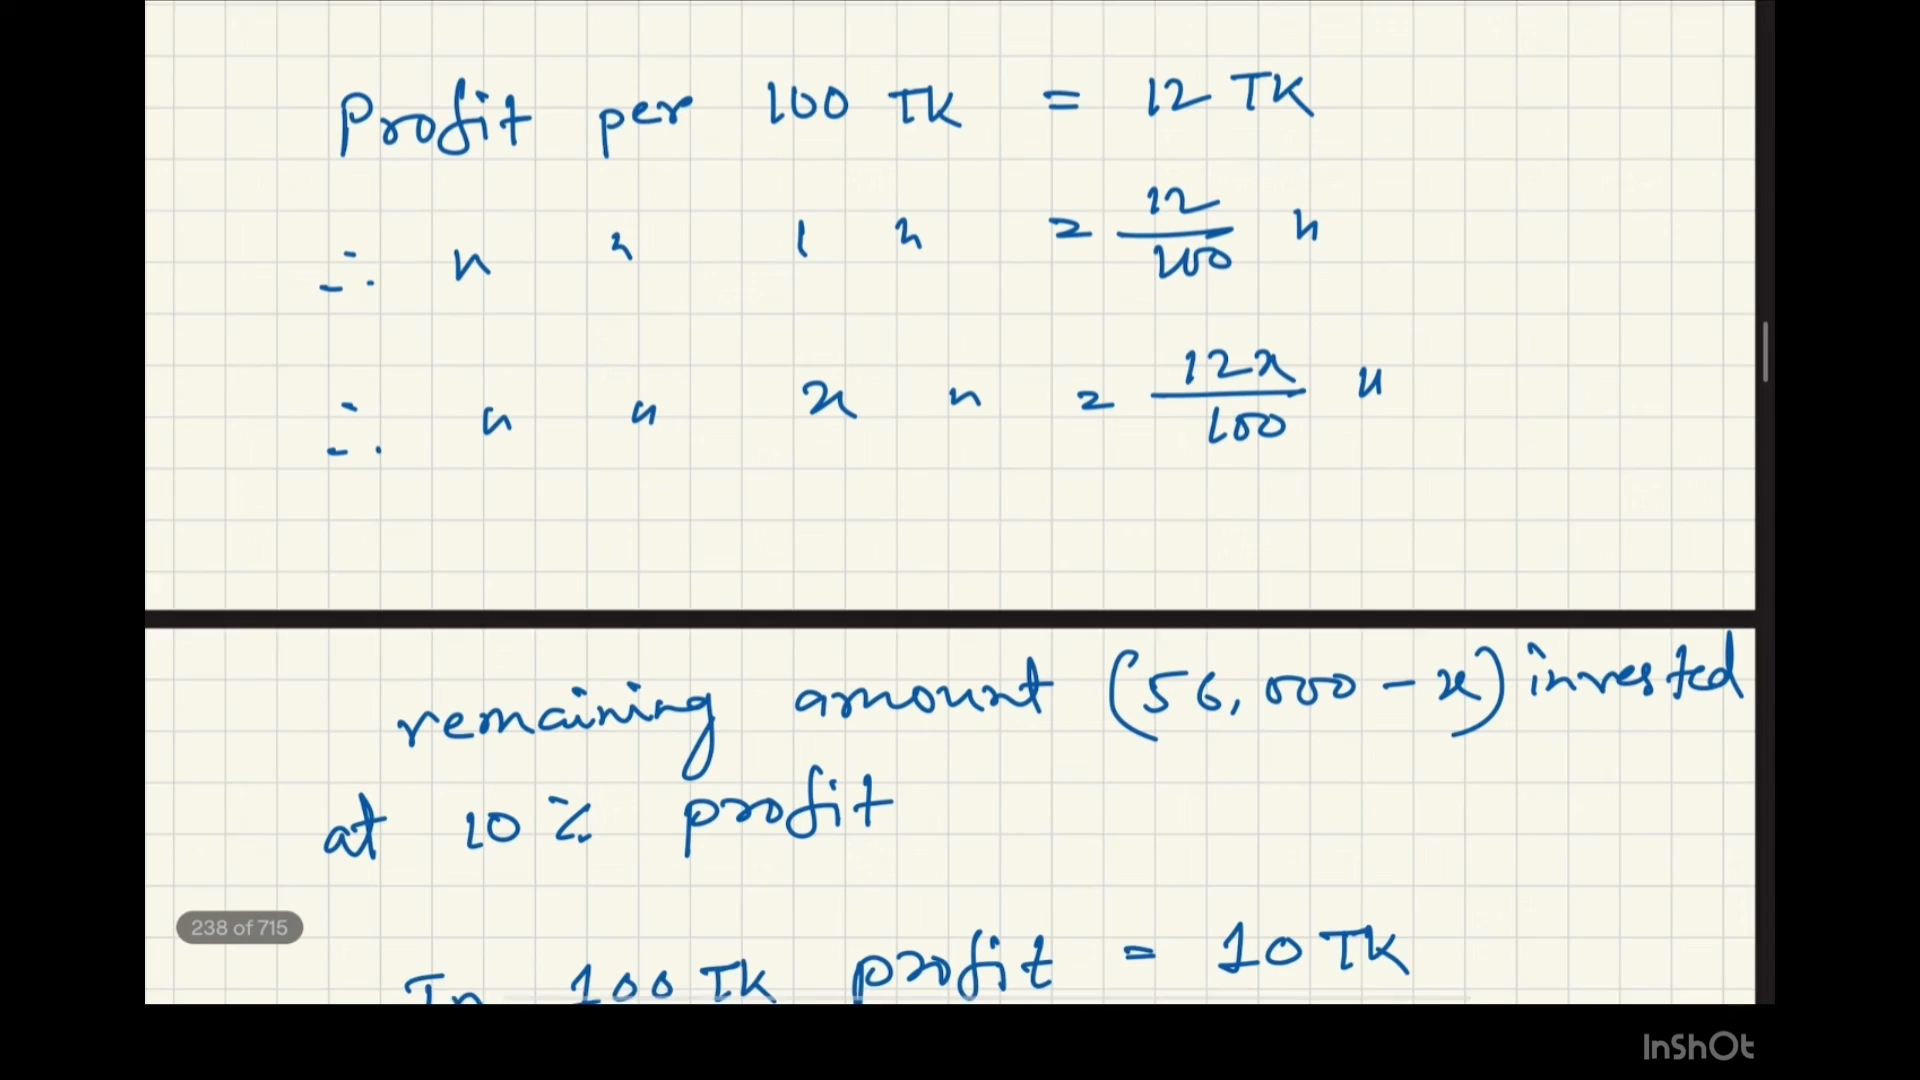 Profit per 100 TK = 12 TK
∴ " " 1 " = 12/100 "
∴ " " x " = 12x/100 "
remaining amount (56,000 - x) invested
at 10% profit
In 100 TK profit = 10 TK
238 of 715
InShOt